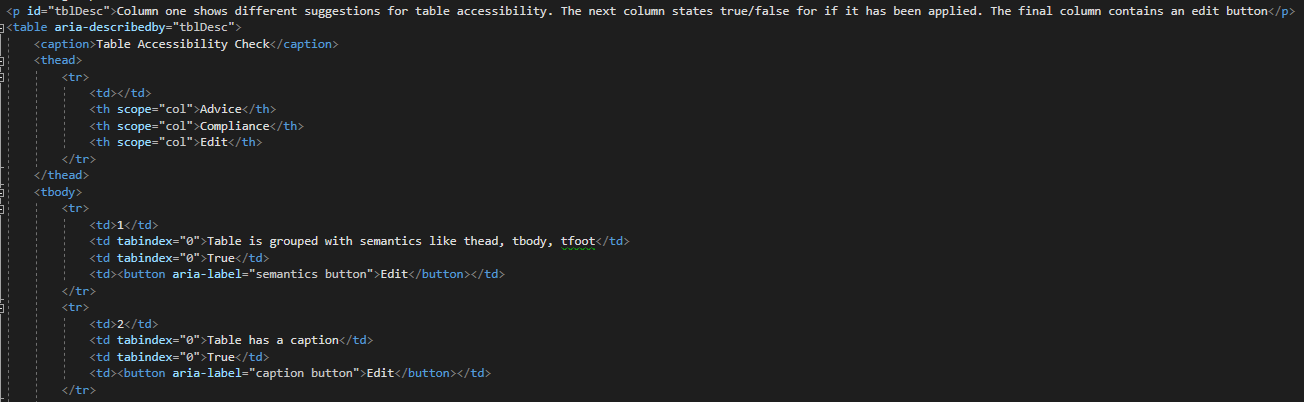 <p id="tblDesc">Column one shows different suggestions for table accessibility. The next column states true/false for if it has been applied. The final column contains an edit button</p>
<table aria-describedby="tblDesc">
<caption>Table Accessibility Check</caption>
<thead>
<tr>
<td></td>
<th scope="col">Advice</th>
<th scope="col">Compliance</th>
<th scope="col">Edit</th>
</tr>
</thead>
<tbody>
<tr>
<td>1</td>
<td tabindex="0">Table is grouped with semantics like thead, tbody, tfoot</td>
<td tabindex="0">True</td>
<td><button aria-label="semantics button">Edit</button></td>
</tr>
<tr>
<td>2</td>
<td tabindex="0">Table has a caption</td>
<td tabindex="0">True</td>
<td><button aria-label="caption button">Edit</button></td>
</tr>